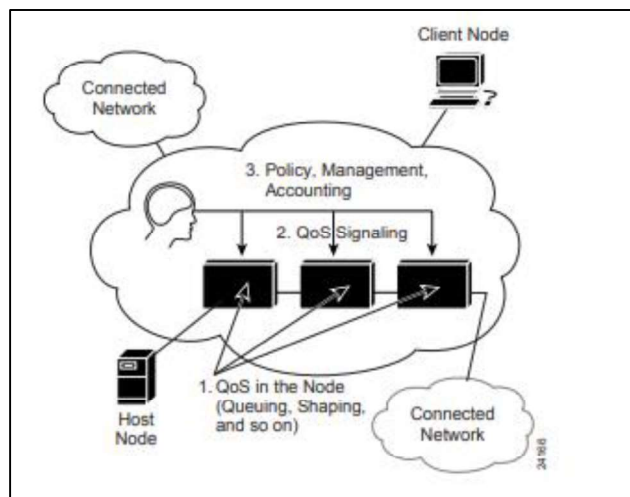 Client Node
Connected
Network
?
3. Policy, Management,
Accounting
2. QoS Signaling
1. QoS in the Node
(Queuing, Shaping,
and so on)
Host
Node
Connected
Network
24166